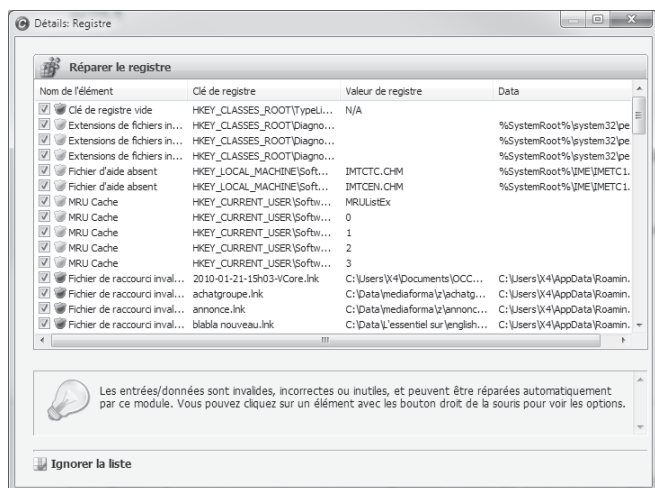 Détails: Registre
Réparer le registre
Nom de l'élément Clé de registre Valeur de registre Data
Clé de registre vide HKEY_CLASSES_ROOT\TypeLi... N/A
Extensions de fichiers in... HKEY_CLASSES_ROOT\Diagno... %SystemRoot%\system32\pe
Extensions de fichiers in... HKEY_CLASSES_ROOT\Diagno... %SystemRoot%\system32\pe
Extensions de fichiers in... HKEY_CLASSES_ROOT\Diagno... %SystemRoot%\system32\pe
Fichier d'aide absent HKEY_LOCAL_MACHINE\Soft... IMTCTC.CHM %SystemRoot%\IME\IMETC1.
Fichier d'aide absent HKEY_LOCAL_MACHINE\Soft... IMTCEN.CHM %SystemRoot%\IME\IMETC1.
MRU Cache HKEY_CURRENT_USER\Softw... MRUListEx
MRU Cache HKEY_CURRENT_USER\Softw... 0
MRU Cache HKEY_CURRENT_USER\Softw... 1
MRU Cache HKEY_CURRENT_USER\Softw... 2
MRU Cache HKEY_CURRENT_USER\Softw... 3
Fichier de raccourci inval... 2010-01-21-15h03-VCore.lnk C:\Users\X4\Documents\OCC... C:\Users\X4\AppData\Roamin.
Fichier de raccourci inval... achatgroupe.lnk C:\Data\mediaforma\z\achatg... C:\Users\X4\AppData\Roamin.
Fichier de raccourci inval... annonce.lnk C:\Data\mediaforma\z\annonc... C:\Users\X4\AppData\Roamin.
Fichier de raccourci inval... blabla nouveau.lnk C:\Data\L'essentiel sur\english... C:\Users\X4\AppData\Roamin.
Les entrées/données sont invalides, incorrectes ou inutiles, et peuvent être réparées automatiquement
par ce module. Vous pouvez cliquez sur un élément avec les bouton droit de la souris pour voir les options.
Ignorer la liste